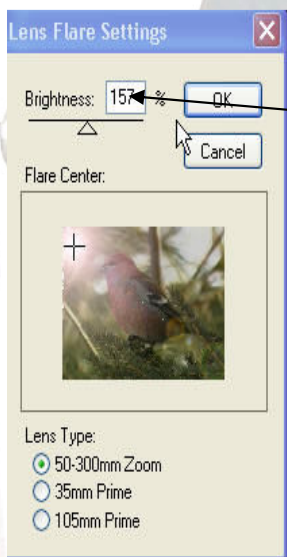 Lens Flare Settings
Brightness: 157 % OK
Cancel
Flare Center:
Lens Type:
50-300mm Zoom
35mm Prime
105mm Prime